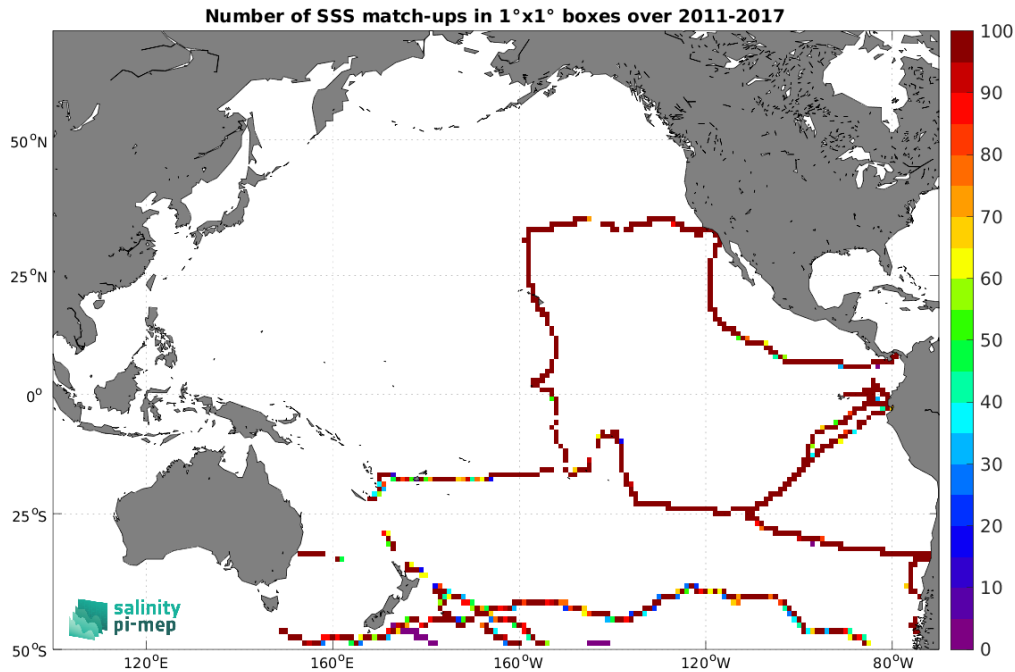 Number of SSS match-ups in 1°x1° boxes over 2011-2017
50°N
25°N
0°
25°S
50°S
120°E
160°E
160°W
120°W
80°W
100
90
80
70
60
50
40
30
20
10
0
salinity
pi-mep